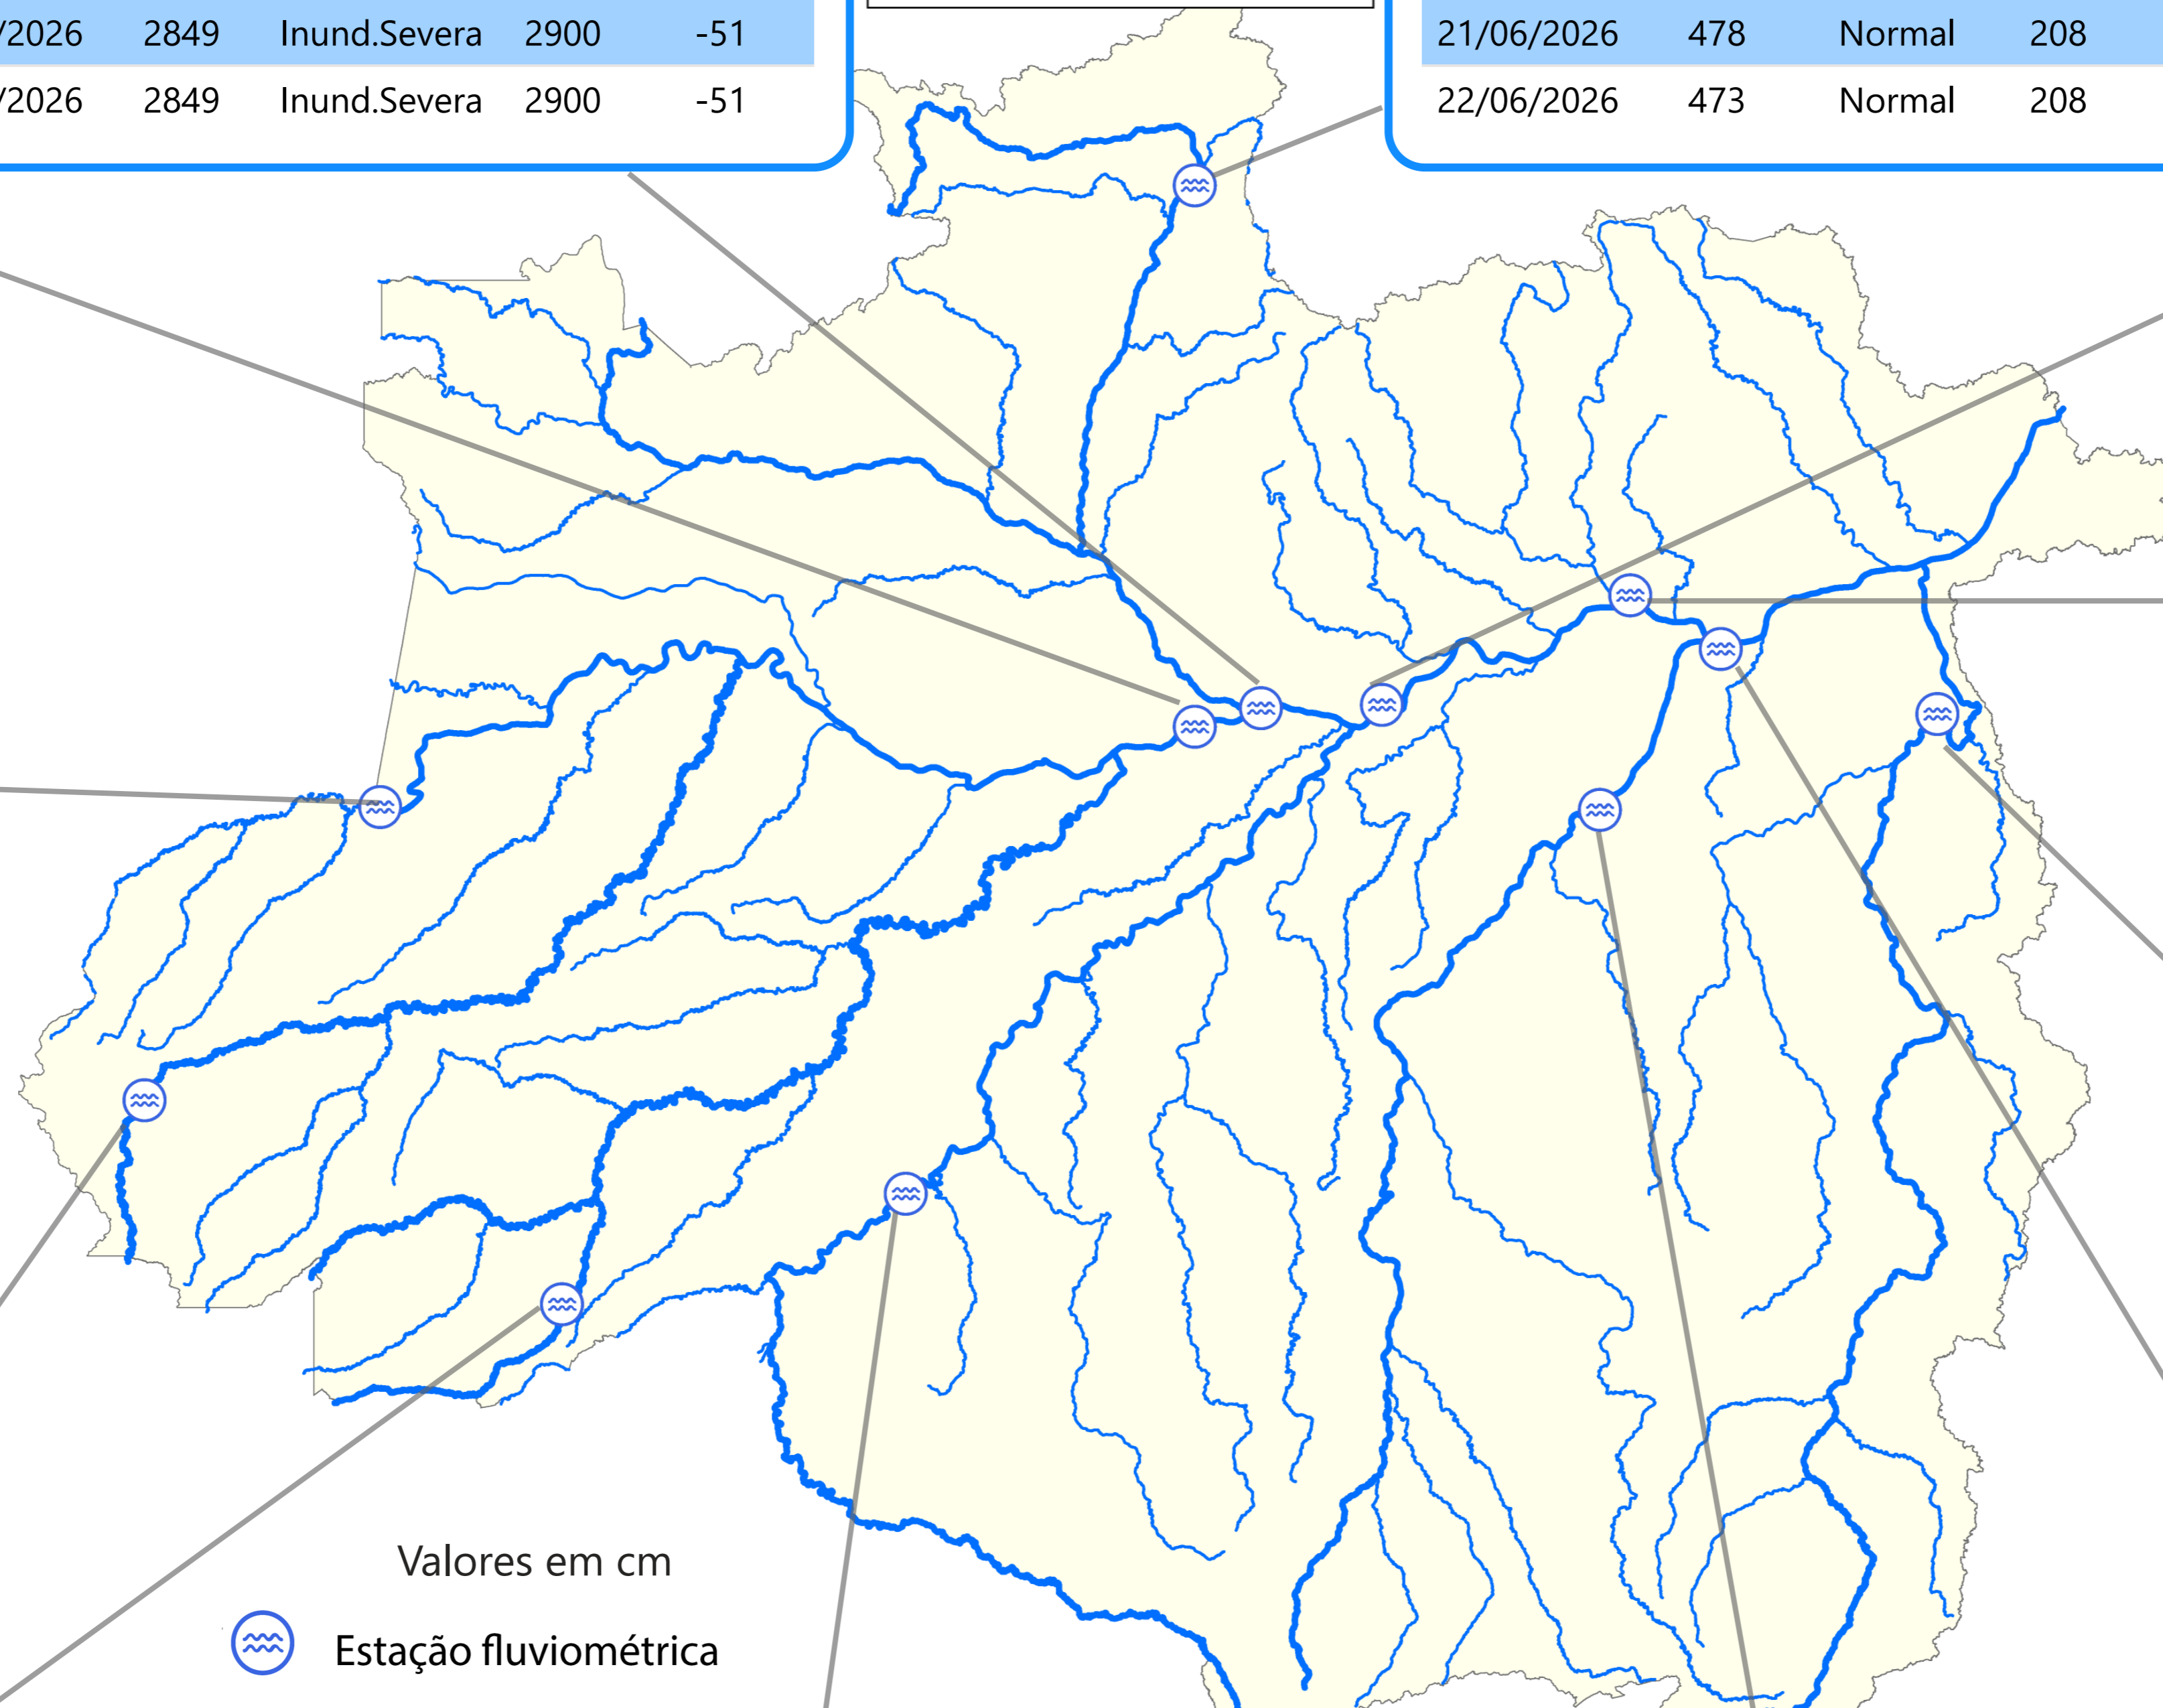 /2026 2849 Inund.Severa 2900 -51
/2026 2849 Inund.Severa 2900 -51
21/06/2026 478 Normal 208
22/06/2026 473 Normal 208
Valores em cm
Estação fluviométrica